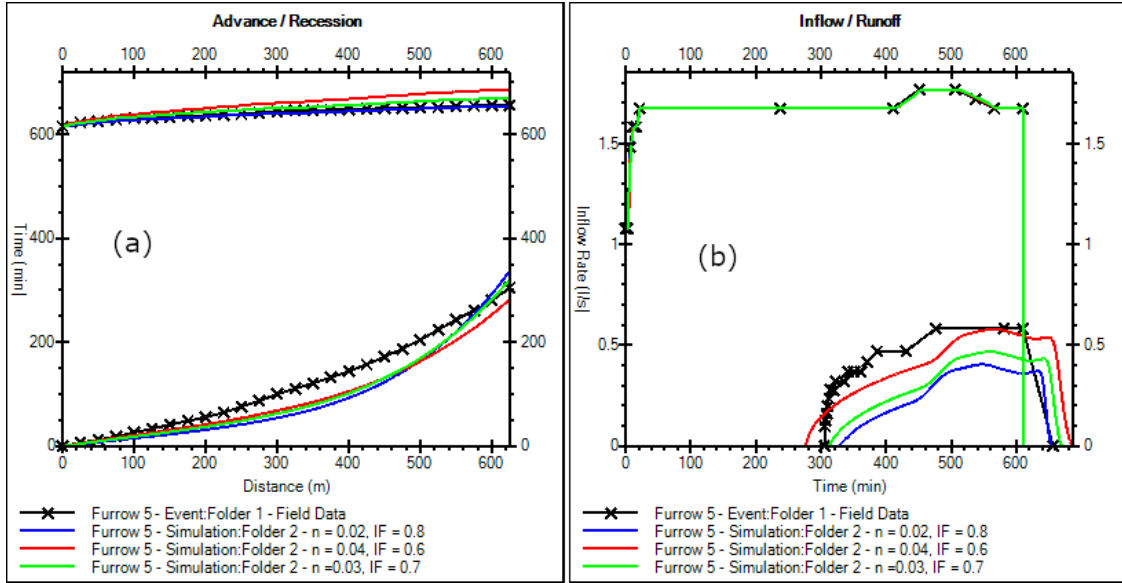 Advance / Recession
0 100 200 300 400 500 600
600 600
400 400
200 200
0 0
Time (min)
(a)
0 100 200 300 400 500 600
Distance (m)
Furrow 5 - Event:Folder 1 - Field Data
Furrow 5 - Simulation:Folder 2 - n = 0.02, IF = 0.8
Furrow 5 - Simulation:Folder 2 - n = 0.04, IF = 0.6
Furrow 5 - Simulation:Folder 2 - n =0.03, IF = 0.7
Inflow / Runoff
0 100 200 300 400 500 600
1.5 1.5
1 1
0.5 0.5
0 0
Inflow Rate (l/s)
(b)
0 100 200 300 400 500 600
Time (min)
Furrow 5 - Event:Folder 1 - Field Data
Furrow 5 - Simulation:Folder 2 - n = 0.02, IF = 0.8
Furrow 5 - Simulation:Folder 2 - n = 0.04, IF = 0.6
Furrow 5 - Simulation:Folder 2 - n =0.03, IF = 0.7